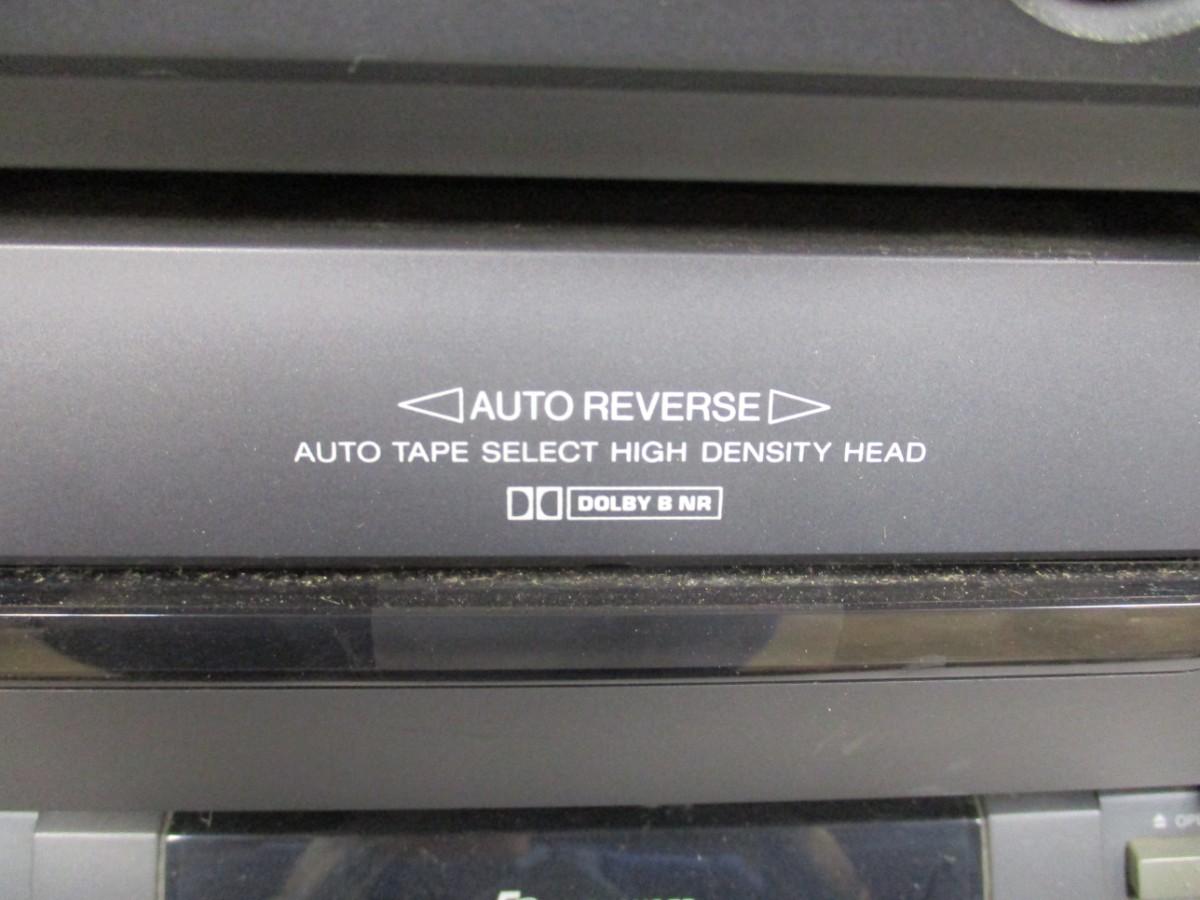 AUTO REVERSE
AUTO TAPE SELECT HIGH DENSITY HEAD
DOLBY B NR